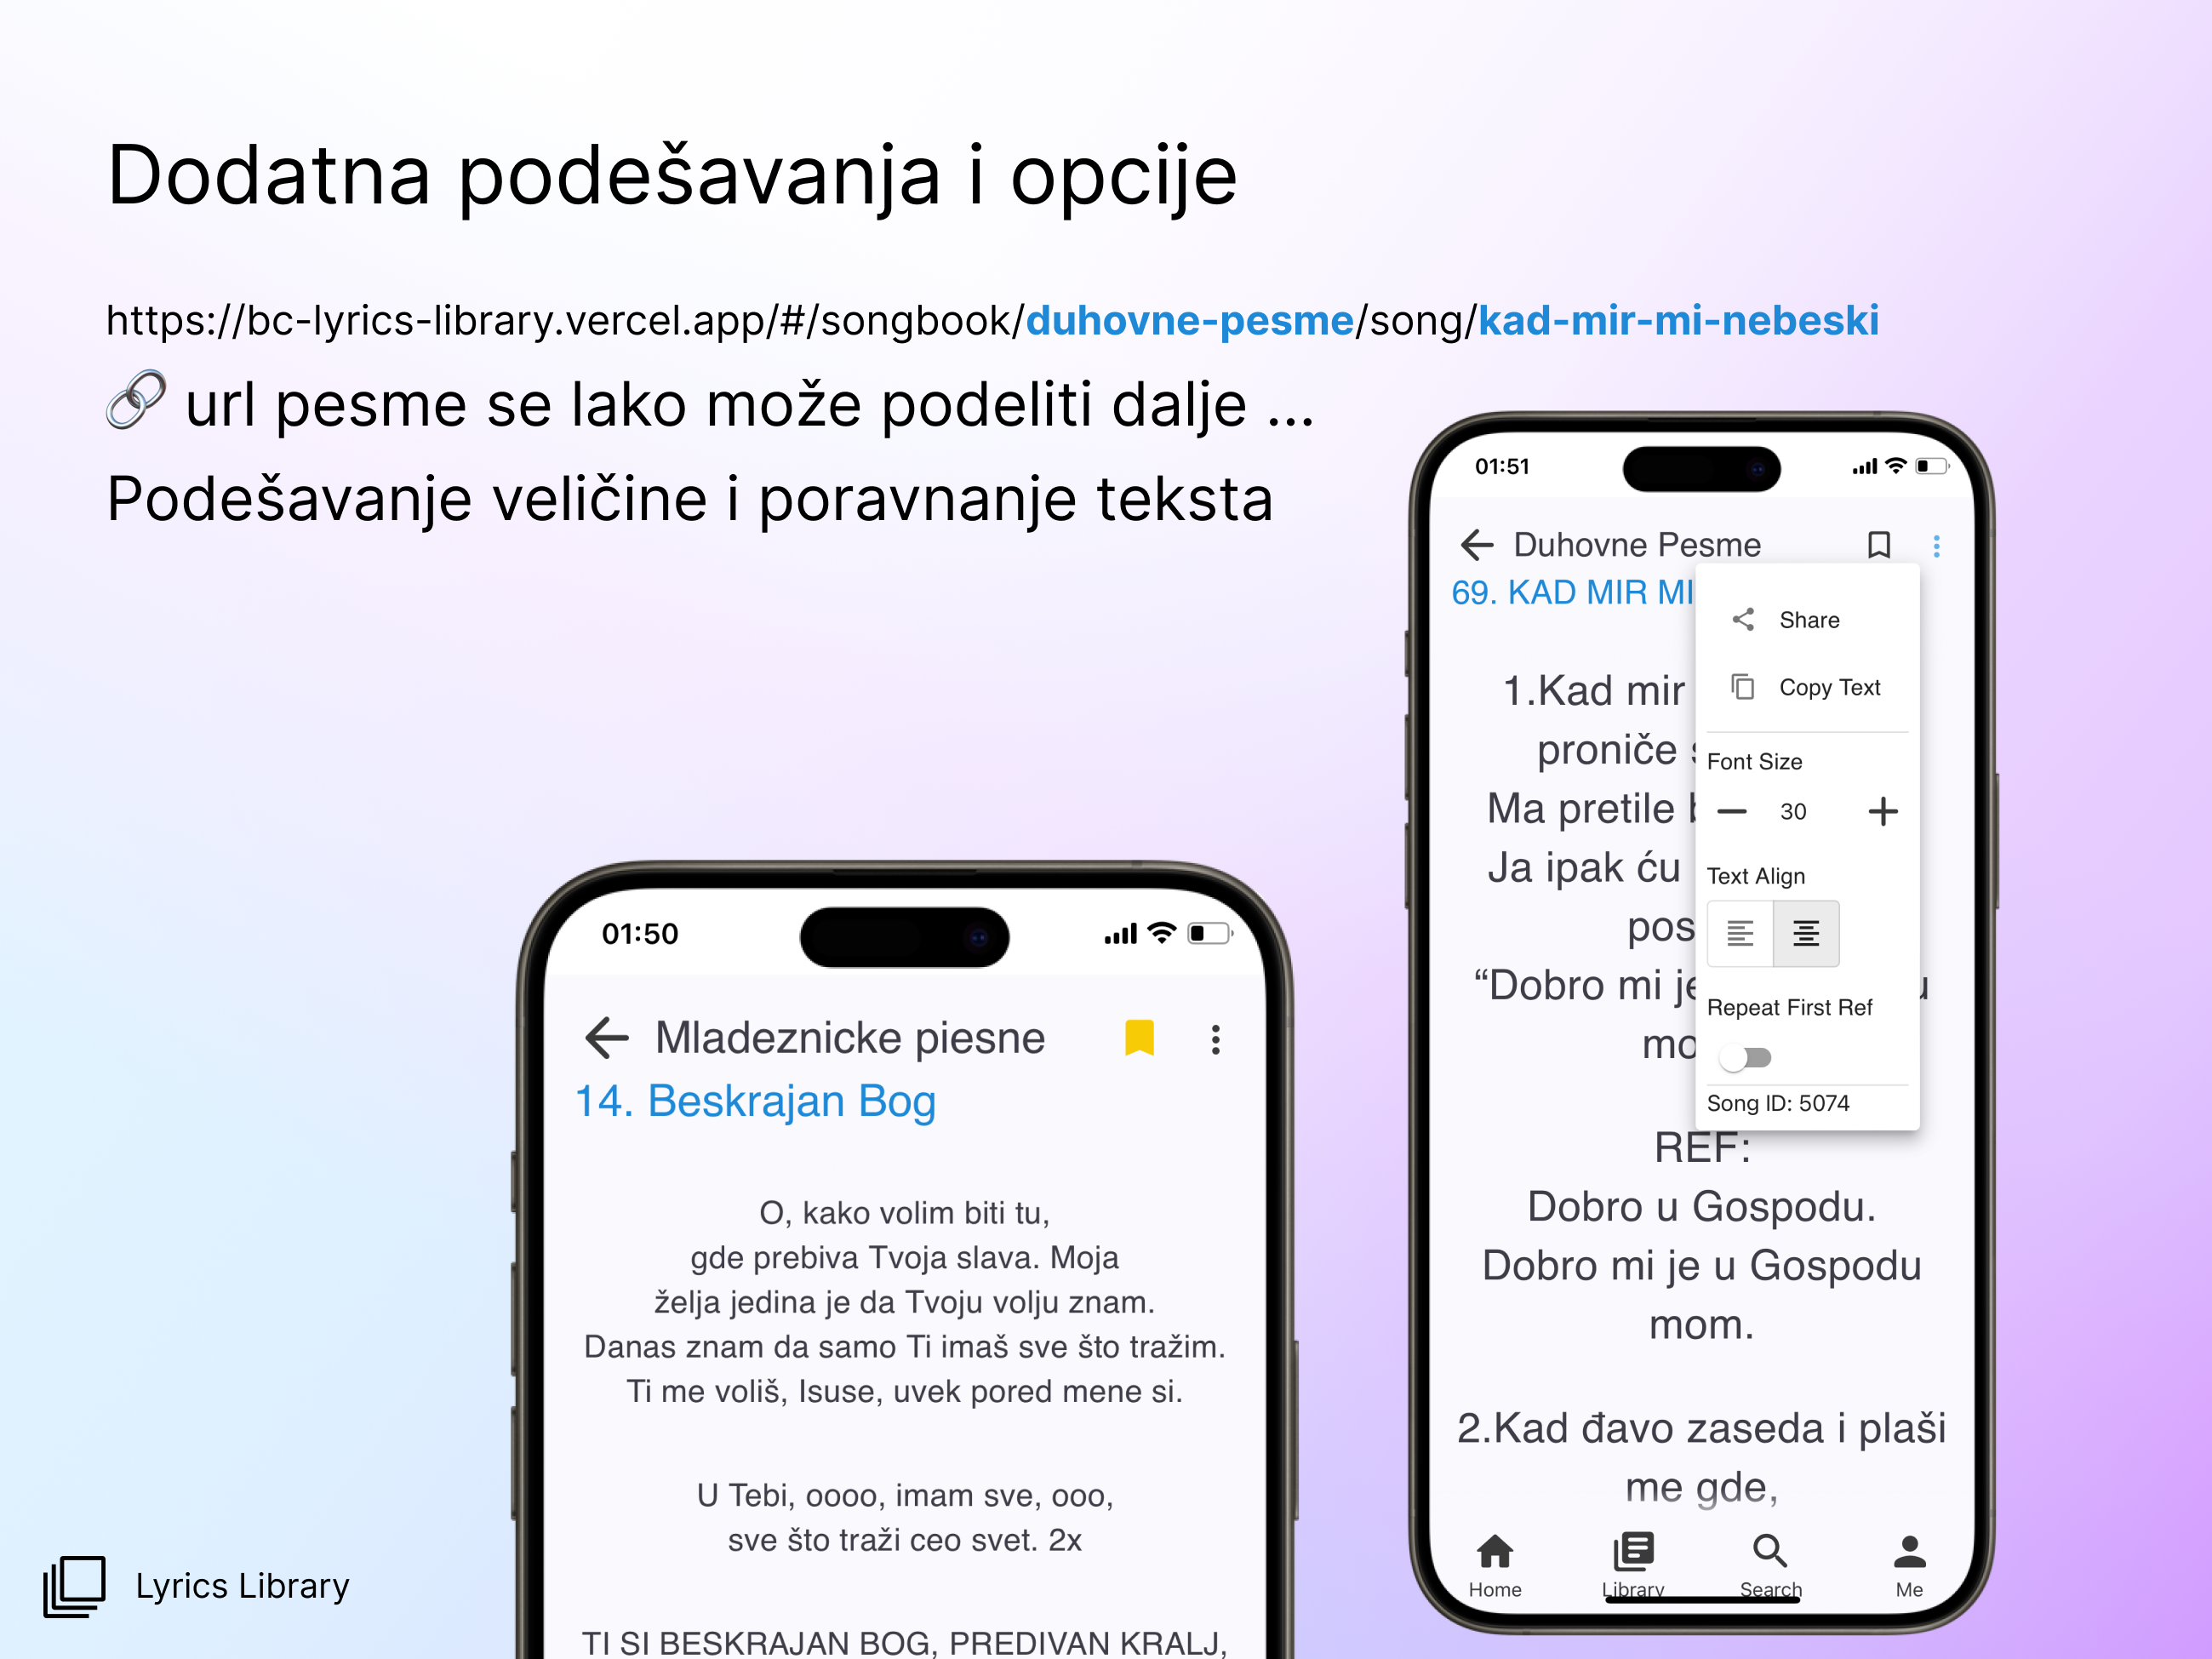 Dodatna podešavanja i opcije
https://bc-lyrics-library.vercel.app/#/songbook/duhovne-pesme/song/kad-mir-mi-nebeski
🔗 url pesme se lako može podeliti dalje ...
Podešavanje veličine i poravnanje teksta
01:50
Mladeznicke piesne
14. Beskrajan Bog
O, kako volim biti tu,
gde prebiva Tvoja slava. Moja
želja jedina je da Tvoju volju znam.
Danas znam da samo Ti imaš sve što tražim.
Ti me voliš, Isuse, uvek pored mene si.
U Tebi, oooo, imam sve, ooo,
sve što traži ceo svet. 2x
TI SI BESKRAJAN BOG, PREDIVAN KRALJ,
01:51
Duhovne Pesme
69. KAD MIR MI
1.Kad mir
proniče
Ma pretile
Ja ipak ću
pos
“Dobro mi je
mo
REF:
Dobro u Gospodu.
Dobro mi je u Gospodu
mom.
2.Kad đavo zaseda i plaši
me gde,
Share
Copy Text
Font Size
30
Text Align
Repeat First Ref
Song ID: 5074
Home
Library
Search
Me
Lyrics Library